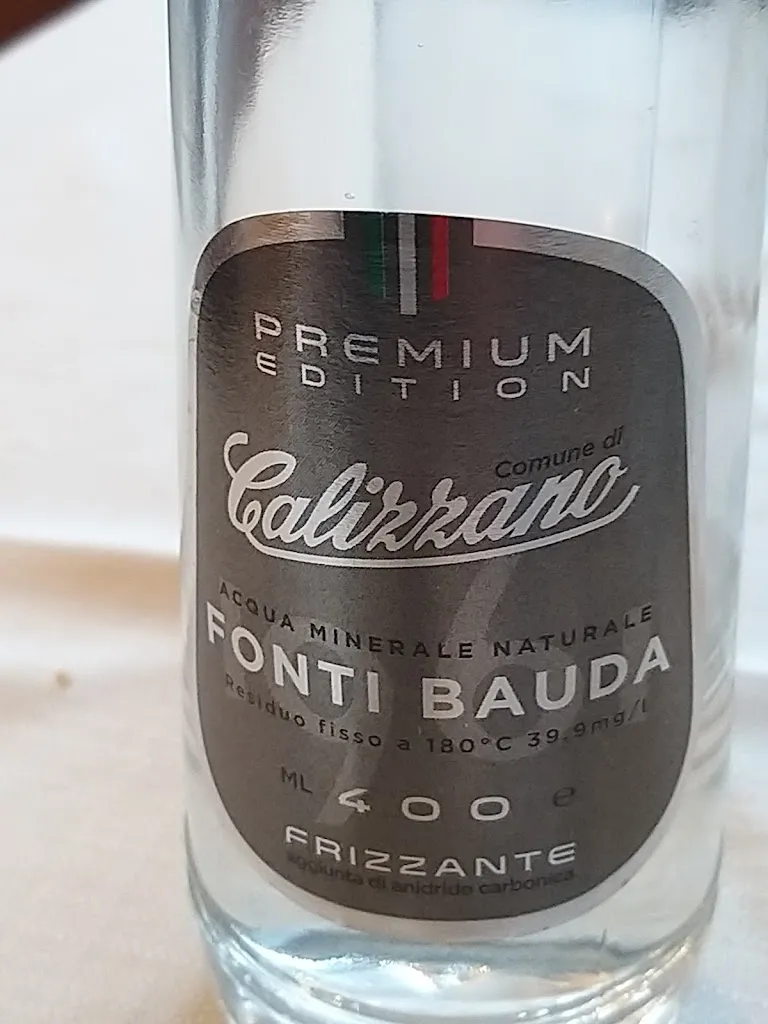 PREMIUM
EDITION
Comune di
Calizzano
ACQUA MINERALE NATURALE
FONTI BAUDA
Residuo fisso a 180°C 39.9mg/l
ML 400 e
FRIZZANTE
aggiunta di anidride carbonica